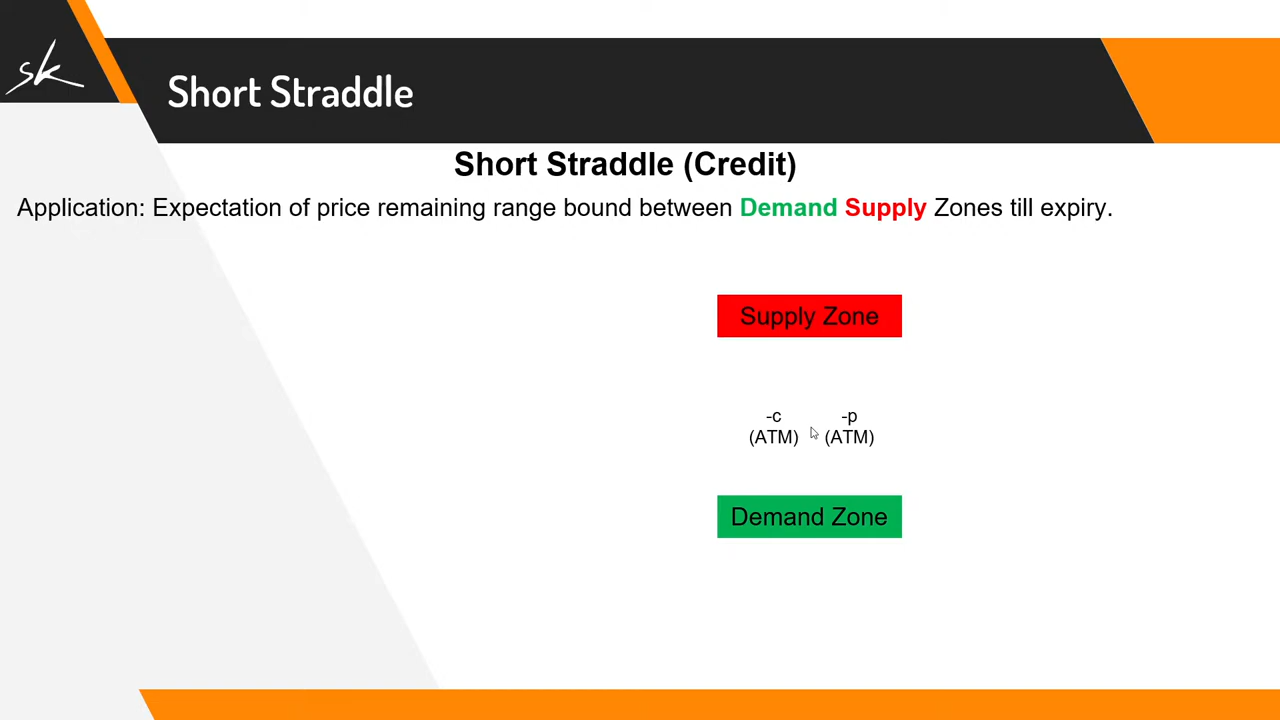 sk
Short Straddle
Short Straddle (Credit)
Application: Expectation of price remaining range bound between Demand Supply Zones till expiry.
Supply Zone
-c -p
(ATM) (ATM)
Demand Zone